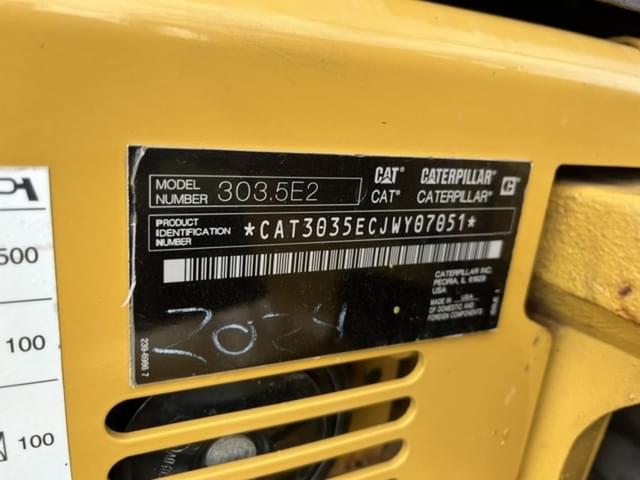 MODEL NUMBER 303.5E2
CAT CATERPILLAR
CAT CATERPILLAR
PRODUCT IDENTIFICATION NUMBER *CAT3035ECJWY07051*
CATERPILLAR INC.
PEORIA, IL 61629
USA
MADE IN USA
OF DOMESTIC AND
FOREIGN COMPONENTS
2024
500
100
100